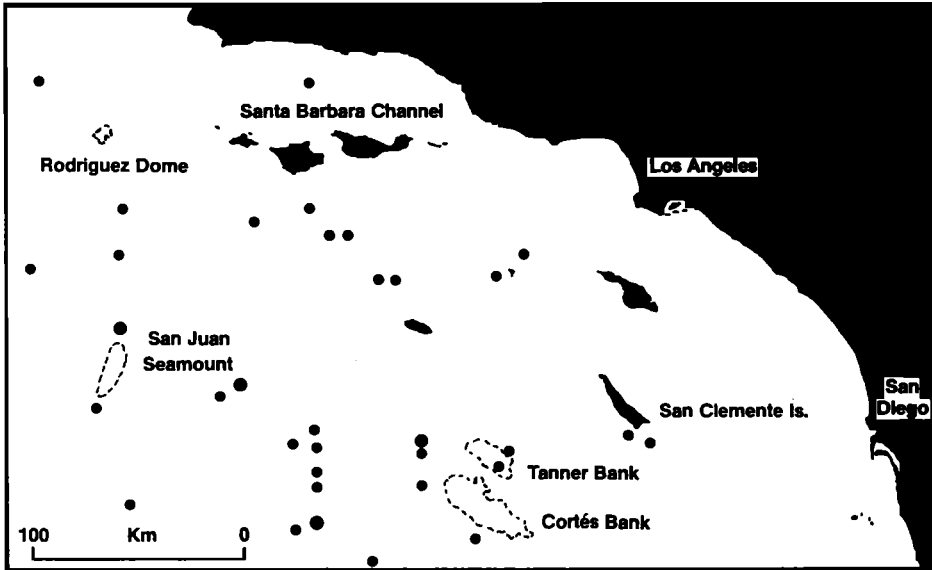 Santa Barbara Channel
Rodriguez Dome
Los Angeles
San Juan
Seamount
San
Diego
San Clemente Is.
Tanner Bank
Cortés Bank
100 Km 0